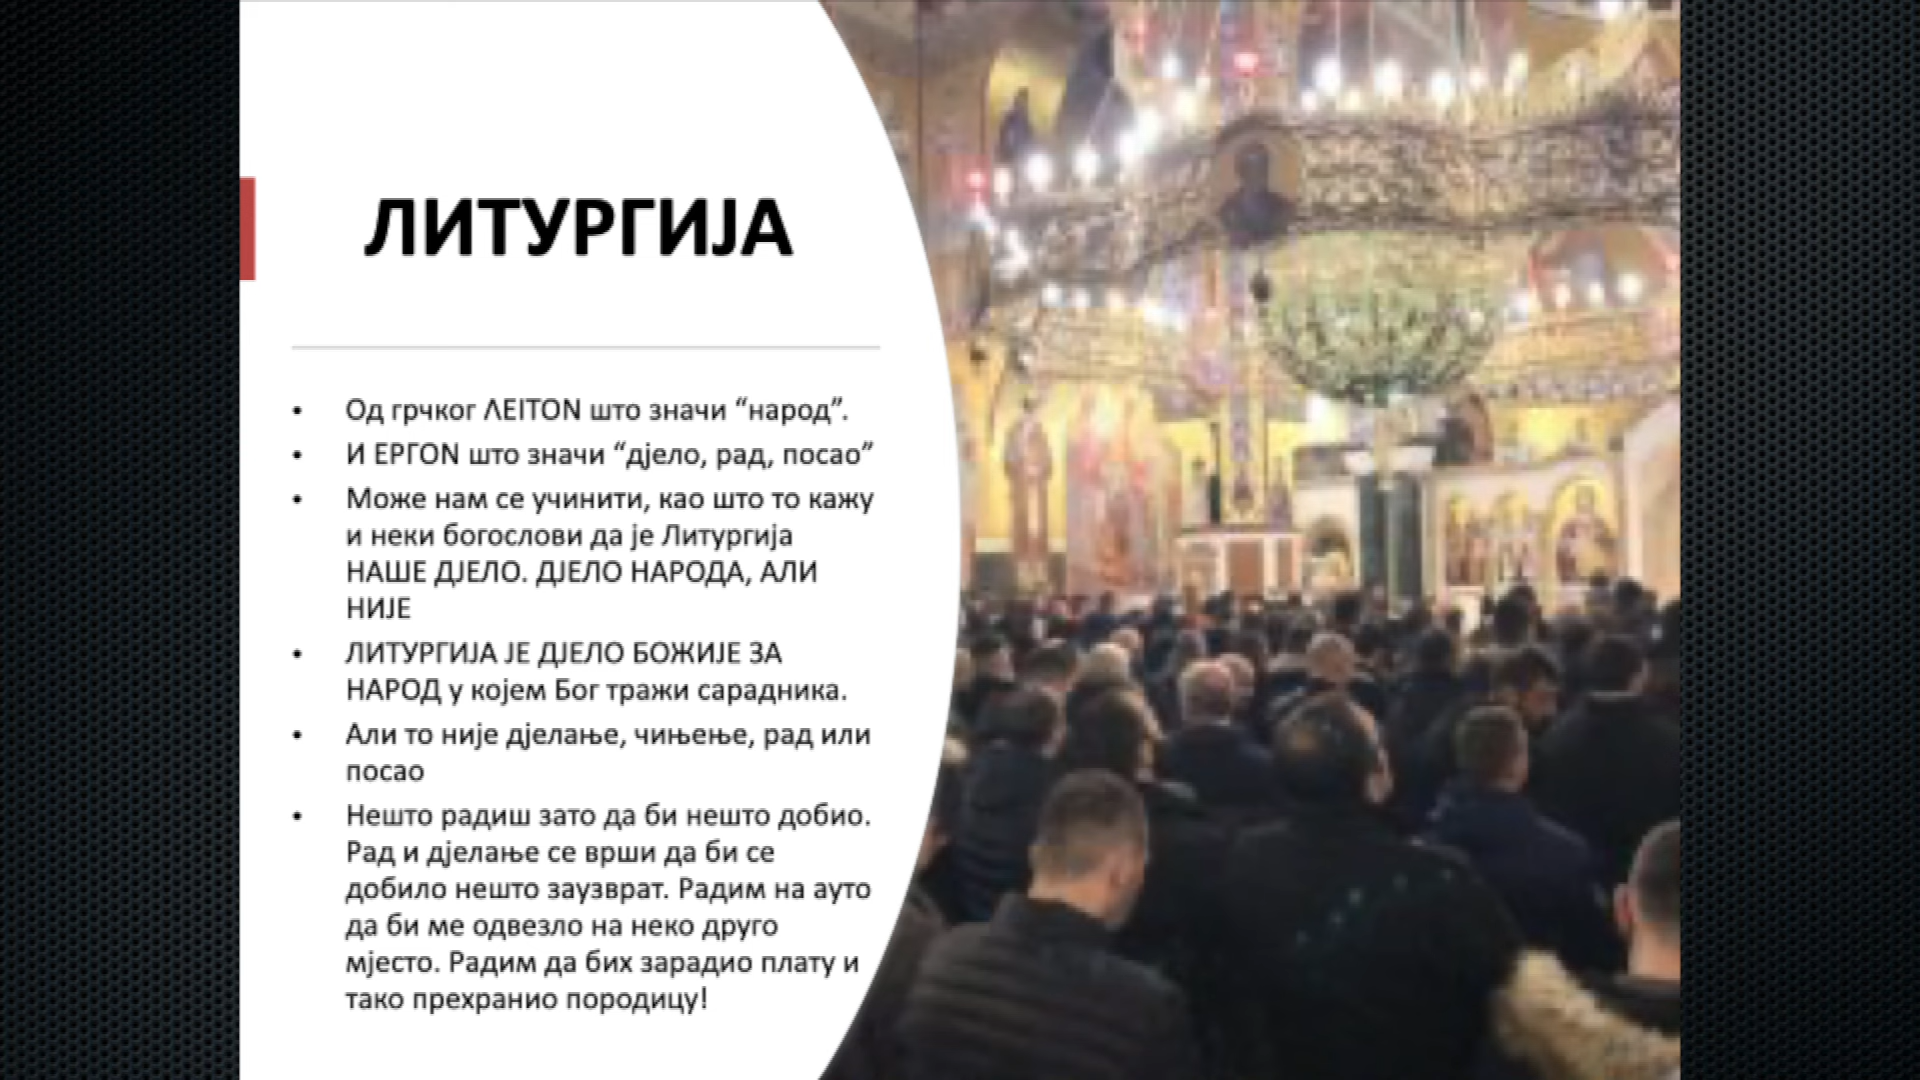 ЛИТУРГИЈА
• Од грчког ΛΕΙΤΟΝ што значи “народ”.
• И ΕΡΓΟΝ што значи “дјело, рад, посао”
• Може нам се учинити, као што то кажу
и неки богослови да је Литургија
НАШЕ ДЈЕЛО. ДЈЕЛО НАРОДА, АЛИ
НИЈЕ
• ЛИТУРГИЈА ЈЕ ДЈЕЛО БОЖИЈЕ ЗА
НАРОД у којем Бог тражи сарадника.
• Али то није дјелање, чињење, рад или
посао
• Нешто радиш зато да би нешто добио.
Рад и дјелање се врши да би се
добило нешто заузврат. Радим на ауто
да би ме одвезло на неко друго
мјесто. Радим да бих зарадио плату и
тако прехранио породицу!